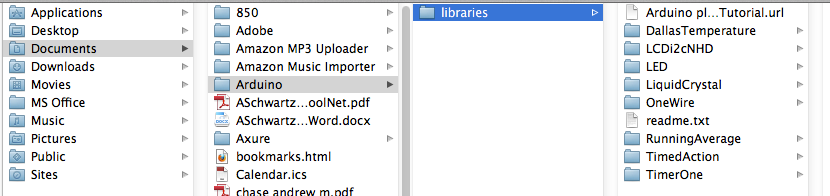 Applications
Desktop
Documents
Downloads
Movies
MS Office
Music
Pictures
Public
Sites
850
Adobe
Amazon MP3 Uploader
Amazon Music Importer
Arduino
ASchwartz...oolNet.pdf
ASchwartz...Word.docx
Axure
bookmarks.html
Calendar.ics
chase andrew m.pdf
libraries
Arduino pl...Tutorial.url
DallasTemperature
LCDi2cNHD
LED
LiquidCrystal
OneWire
readme.txt
RunningAverage
TimedAction
TimerOne